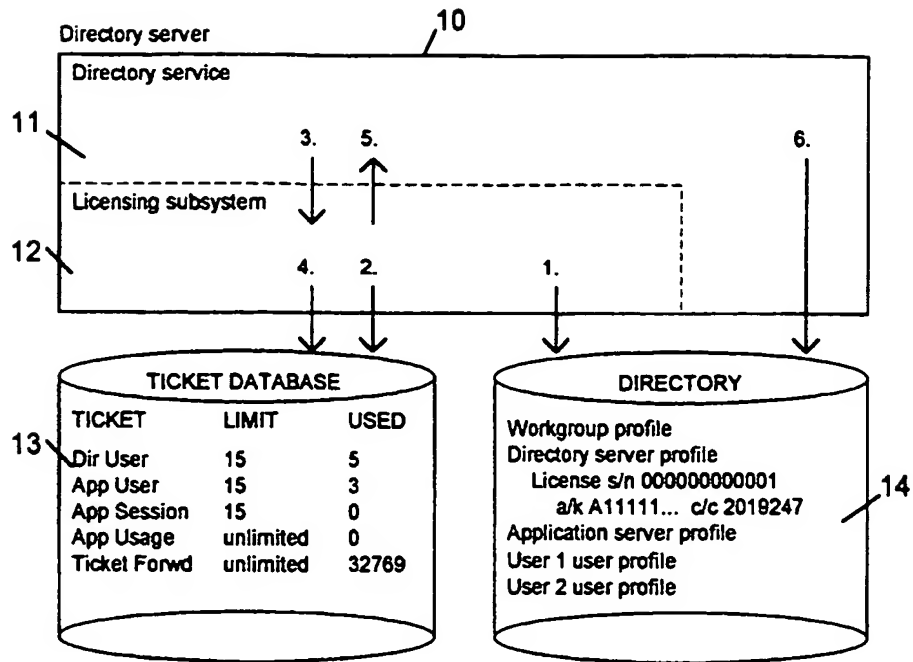 10
Directory server
Directory service
11
3. 5. 6.
Licensing subsystem
12
4. 2. 1.
TICKET DATABASE
TICKET LIMIT USED
13
Dir User 15 5
App User 15 3
App Session 15 0
App Usage unlimited 0
Ticket Forwd unlimited 32769
DIRECTORY
Workgroup profile
Directory server profile
License s/n 000000000001
a/k A11111... c/c 2019247
14
Application server profile
User 1 user profile
User 2 user profile